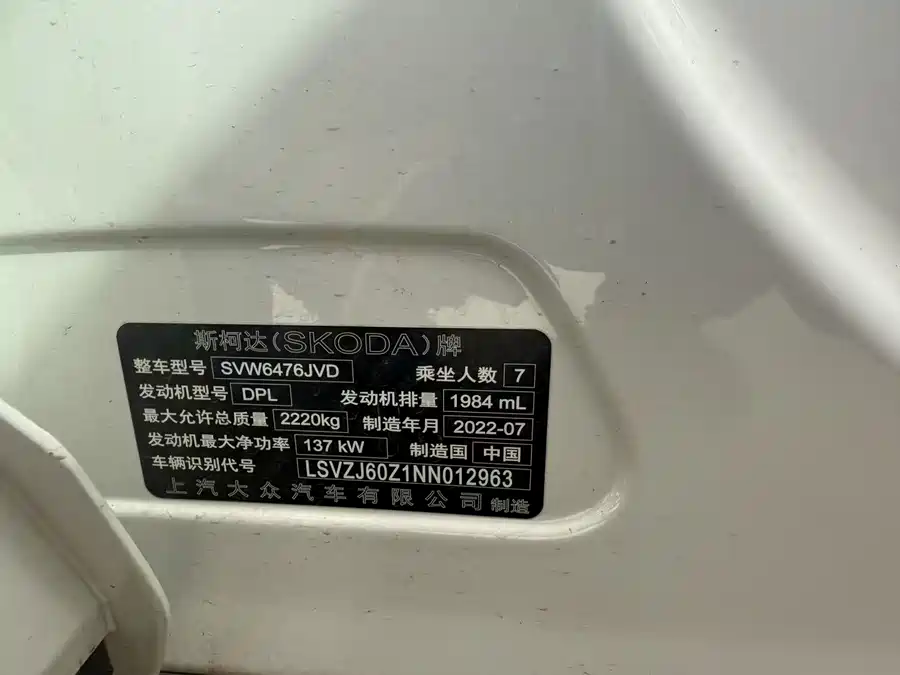 斯柯达(SKODA)牌
整车型号 SVW6476JVD 乘坐人数 7
发动机型号 DPL 发动机排量 1984 mL
最大允许总质量 2220kg 制造年月 2022-07
发动机最大净功率 137 kW 制造国 中国
车辆识别代号 LSVZJ60Z1NN012963
上汽大众汽车有限公司 制造